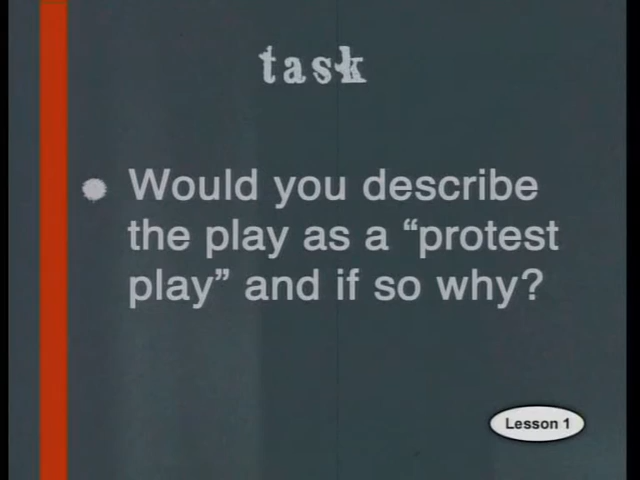 task
Would you describe
the play as a “protest
play” and if so why?
Lesson 1